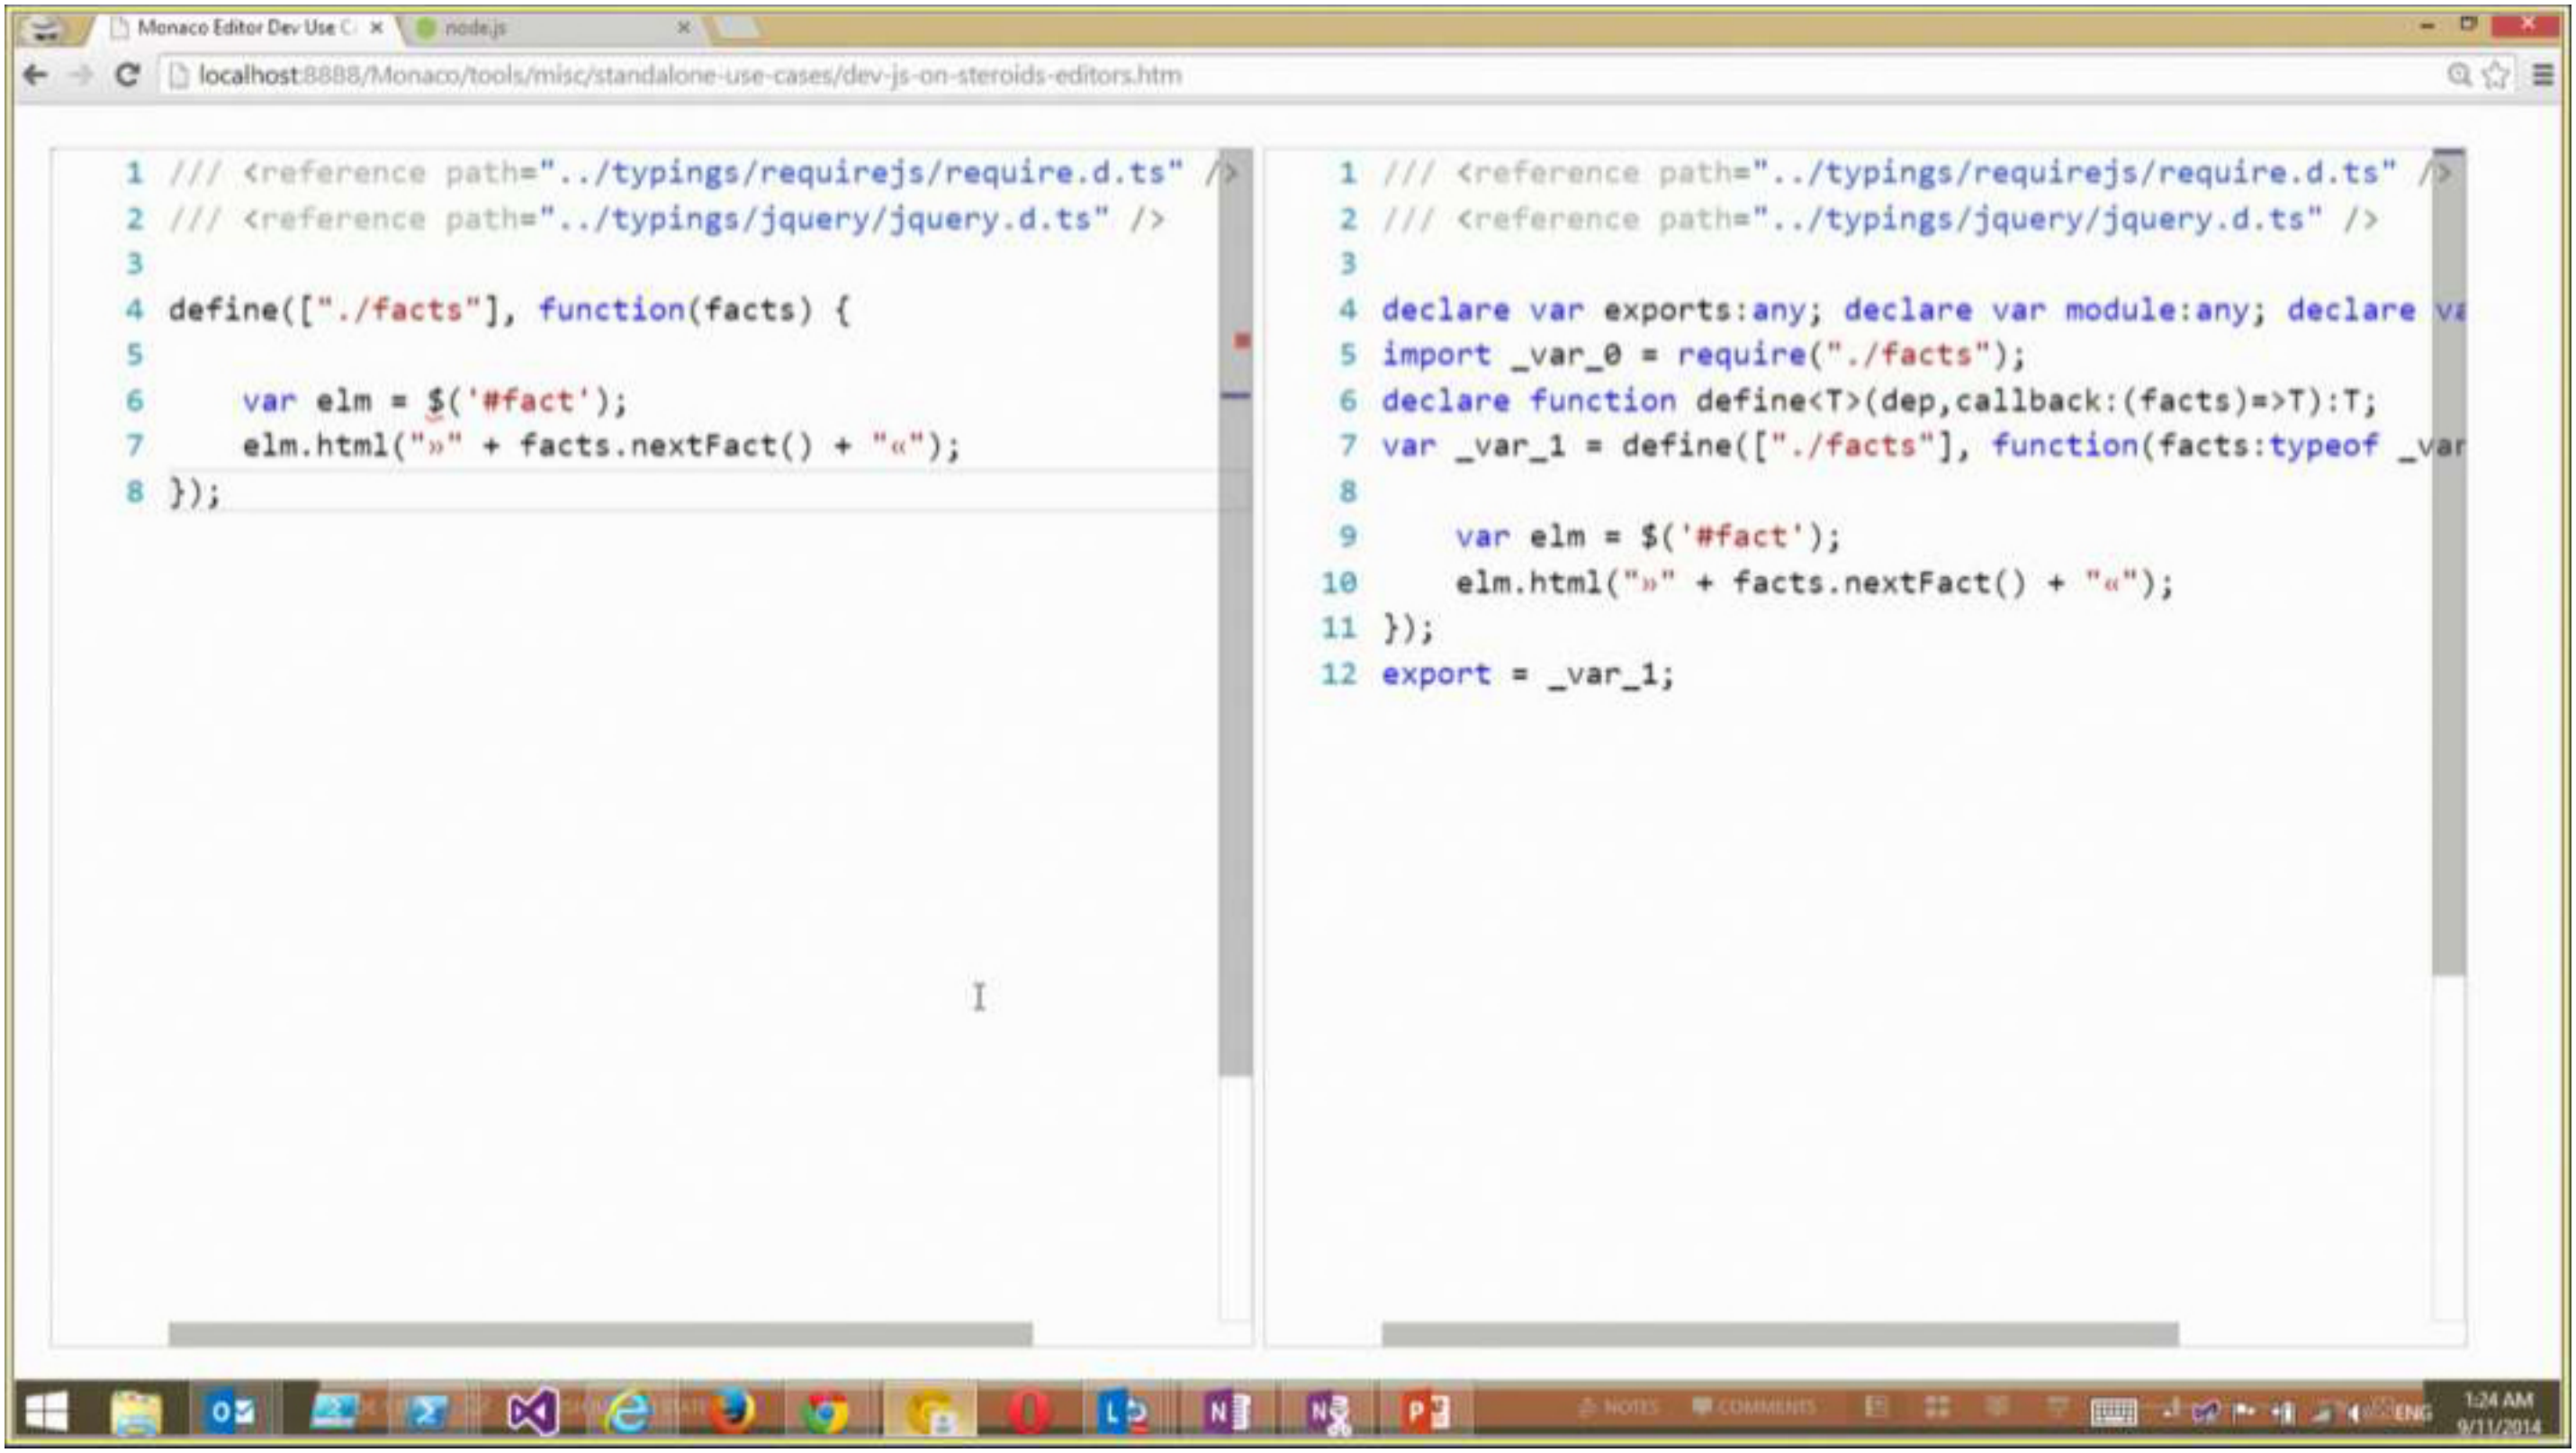 Monaco Editor Dev Use C
node.js
localhost:8888/Monaco/tools/misc/standalone-use-cases/dev-js-on-steroids-editors.htm
1 /// <reference path="../typings/requirejs/require.d.ts" />
2 /// <reference path="../typings/jquery/jquery.d.ts" />
3
4 define(["./facts"], function(facts) {
5
6 var elm = $('#fact');
7 elm.html("»" + facts.nextFact() + "«");
8 });
1 /// <reference path="../typings/requirejs/require.d.ts" />
2 /// <reference path="../typings/jquery/jquery.d.ts" />
3
4 declare var exports:any; declare var module:any; declare va
5 import _var_0 = require("./facts");
6 declare function define<T>(dep,callback:(facts)=>T):T;
7 var _var_1 = define(["./facts"], function(facts:typeof _var
8
9 var elm = $('#fact');
10 elm.html("»" + facts.nextFact() + "«");
11 });
12 export = _var_1;
NOTES COMMENTS
ENG
1:24 AM
9/11/2014